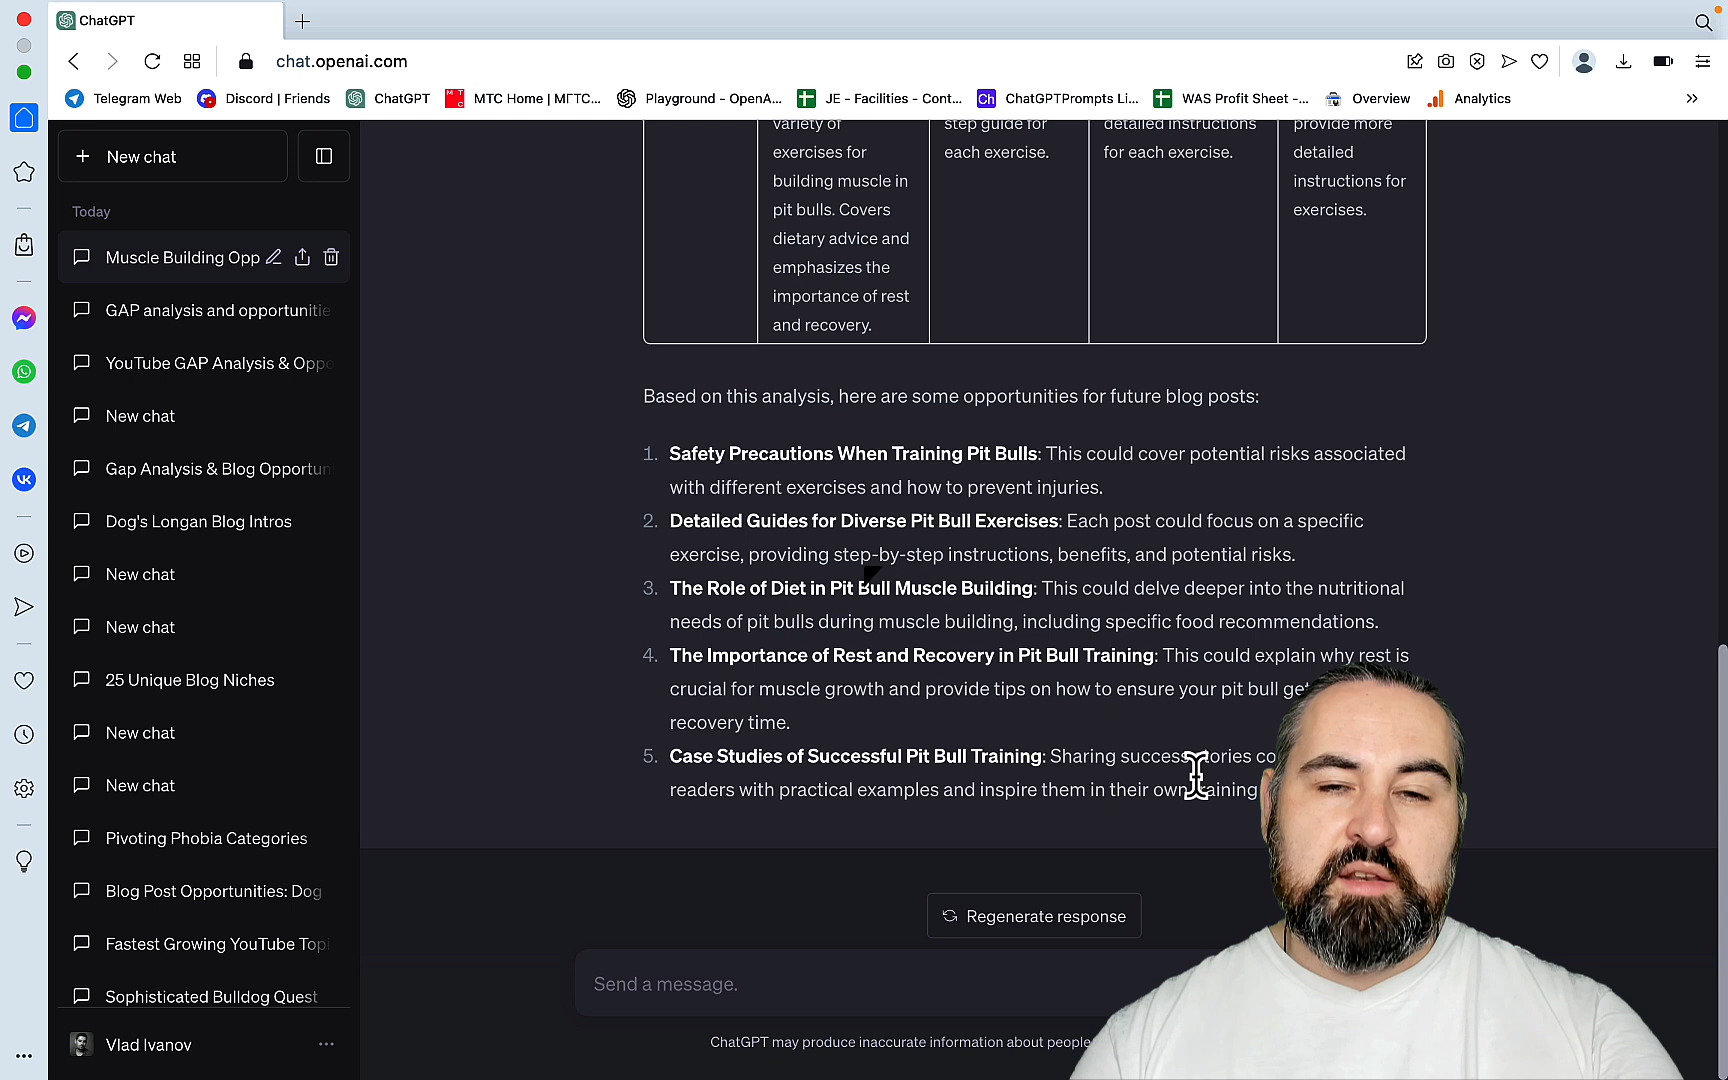 ChatGPT
chat.openai.com
Telegram Web
Discord | Friends
ChatGPT
MTC Home | МГТС...
Playground - OpenA...
JE - Facilities - Cont...
Ch
ChatGPTPrompts Li...
WAS Profit Sheet -...
Overview
Analytics
New chat
Today
Muscle Building Opp
GAP analysis and opportunitie
YouTube GAP Analysis & Oppo
New chat
Gap Analysis & Blog Opportun
Dog's Longan Blog Intros
New chat
New chat
25 Unique Blog Niches
New chat
New chat
Pivoting Phobia Categories
Blog Post Opportunities: Dog
Fastest Growing YouTube Topi
Sophisticated Bulldog Quest
Vlad Ivanov
variety of
exercises for
building muscle in
pit bulls. Covers
dietary advice and
emphasizes the
importance of rest
and recovery.
step guide for
each exercise.
detailed instructions
for each exercise.
provide more
detailed
instructions for
exercises.
Based on this analysis, here are some opportunities for future blog posts:
1. Safety Precautions When Training Pit Bulls: This could cover potential risks associated
with different exercises and how to prevent injuries.
2. Detailed Guides for Diverse Pit Bull Exercises: Each post could focus on a specific
exercise, providing step-by-step instructions, benefits, and potential risks.
3. The Role of Diet in Pit Bull Muscle Building: This could delve deeper into the nutritional
needs of pit bulls during muscle building, including specific food recommendations.
4. The Importance of Rest and Recovery in Pit Bull Training: This could explain why rest is
crucial for muscle growth and provide tips on how to ensure your pit bull
recovery time.
5. Case Studies of Successful Pit Bull Training: Sharing success
readers with practical examples and inspire them in their own training
Regenerate response
Send a message.
ChatGPT may produce inaccurate information about people